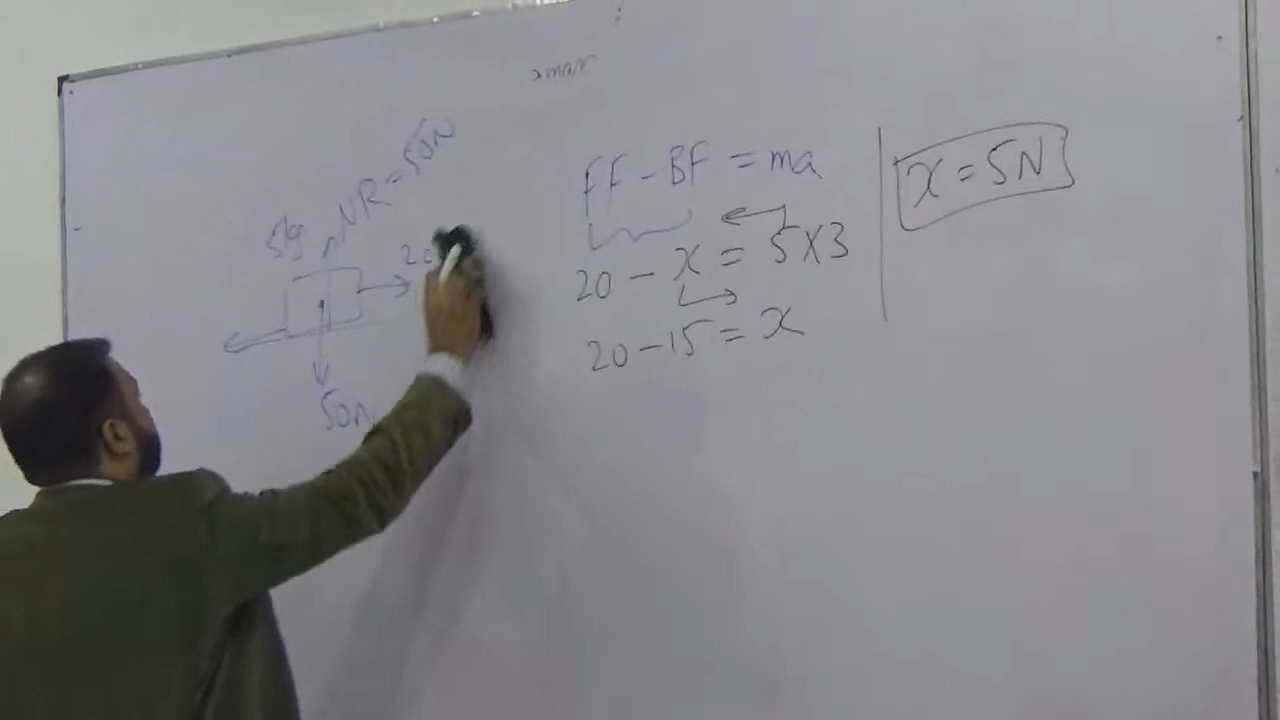 amar
5kg
NR = 50N
20
50N
FF - BF = ma
20 - x = 5x3
20 - 15 = x
x = 5N